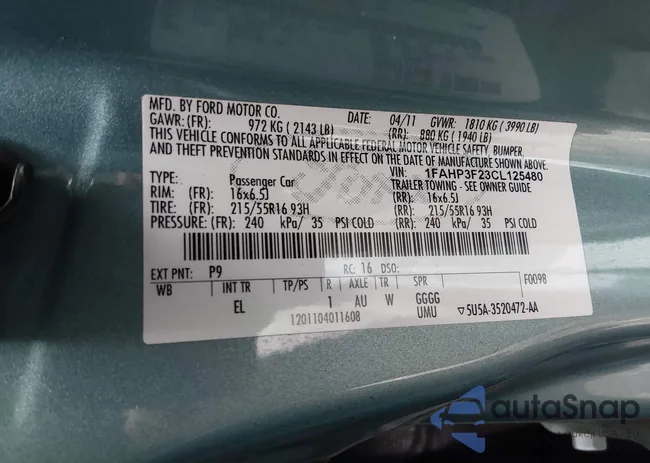 MFD. BY FORD MOTOR CO. DATE: 04/11 GVWR: 1810 KG ( 3990 LB)
GAWR: (FR): 972 KG ( 2143 LB) (RR): 880 KG ( 1940 LB)
THIS VEHICLE CONFORMS TO ALL APPLICABLE FEDERAL MOTOR VEHICLE SAFETY, BUMPER,
AND THEFT PREVENTION STANDARDS IN EFFECT ON THE DATE OF MANUFACTURE SHOWN ABOVE.
VIN: 1FAHP3F23CL125480
TYPE: Passenger Car TRAILER TOWING - SEE OWNER GUIDE
RIM: (FR): 16x6.5J (RR): 16x6.5J
TIRE: (FR): 215/55R16 93H (RR): 215/55R16 93H
PRESSURE: (FR): 240 kPa/ 35 PSI COLD (RR): 240 kPa/ 35 PSI COLD
Ford
EXT PNT: P9 RC: 16 DSO: F0098
WB INT TR TP/PS R AXLE TR SPR
EL 1 AU W GGGG
1201104011608 UMU ▽5U5A-3520472-AA
autoSnap